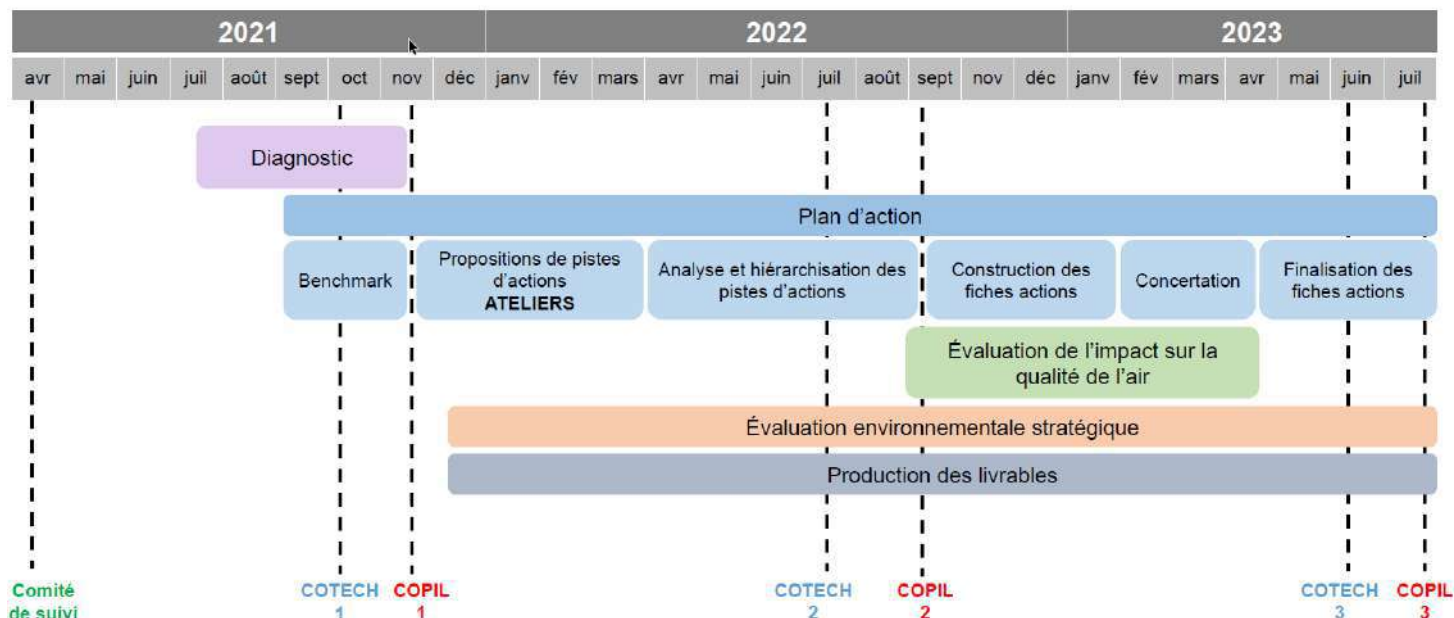 2021 2022 2023
avr mai juin juil août sept oct nov déc janv fév mars avr mai juin juil août sept nov déc janv fév mars avr mai juin juil
Diagnostic
Plan d'action
Benchmark
Propositions de pistes
d'actions
ATELIERS
Analyse et hiérarchisation des
pistes d'actions
Construction des
fiches actions
Concertation
Finalisation des
fiches actions
Évaluation de l'impact sur la
qualité de l'air
Évaluation environnementale stratégique
Production des livrables
Comité
de suivi
COTECH
1
COPIL
1
COTECH
2
COPIL
2
COTECH
3
COPIL
3